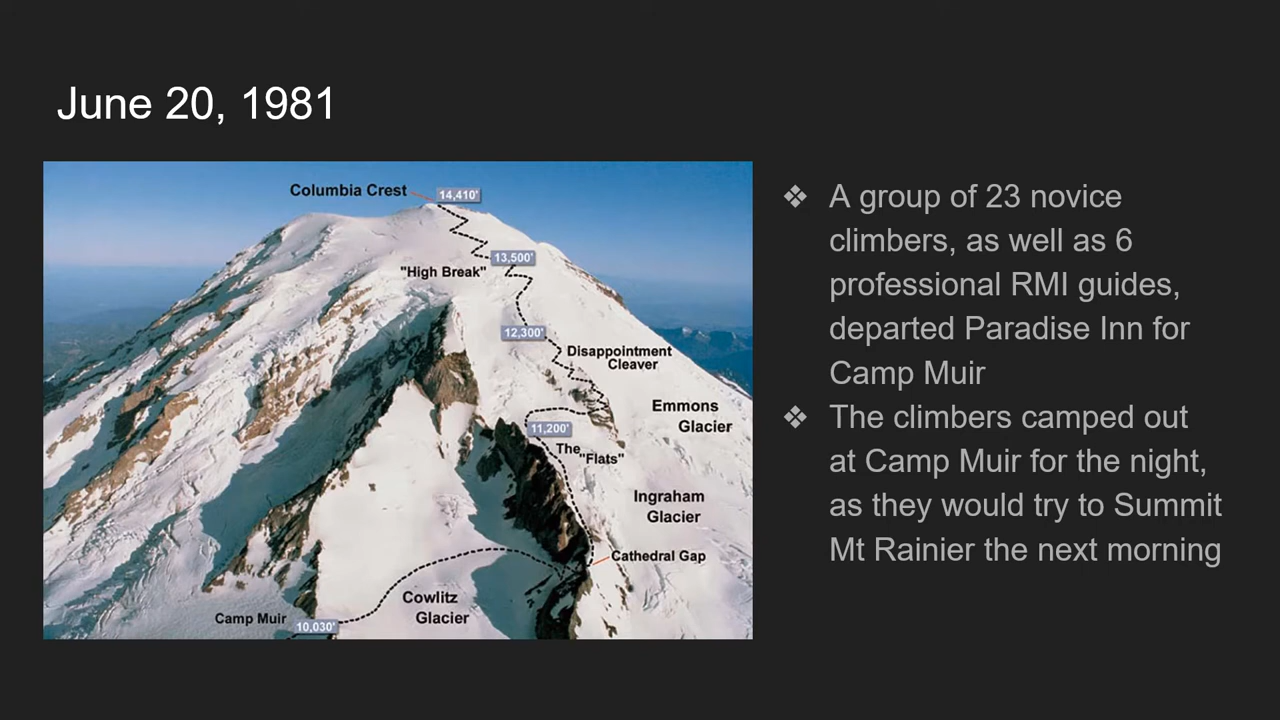 June 20, 1981
Columbia Crest
14,410'
13,500'
"High Break"
12,300'
Disappointment
Cleaver
Emmons
Glacier
11,200'
The "Flats"
Ingraham
Glacier
Cathedral Gap
Cowlitz
Glacier
Camp Muir
10,030'
❖ A group of 23 novice
climbers, as well as 6
professional RMI guides,
departed Paradise Inn for
Camp Muir
❖ The climbers camped out
at Camp Muir for the night,
as they would try to Summit
Mt Rainier the next morning